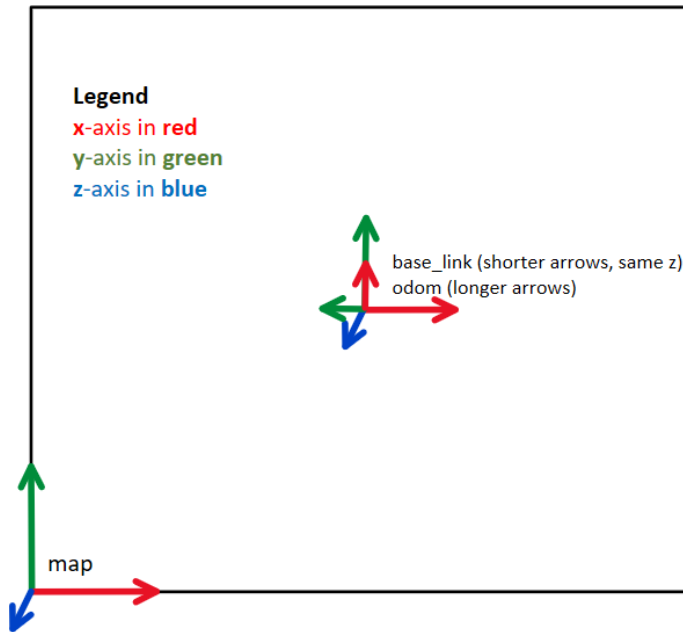 Legend
x-axis in red
y-axis in green
z-axis in blue
base_link (shorter arrows, same z)
odom (longer arrows)
map